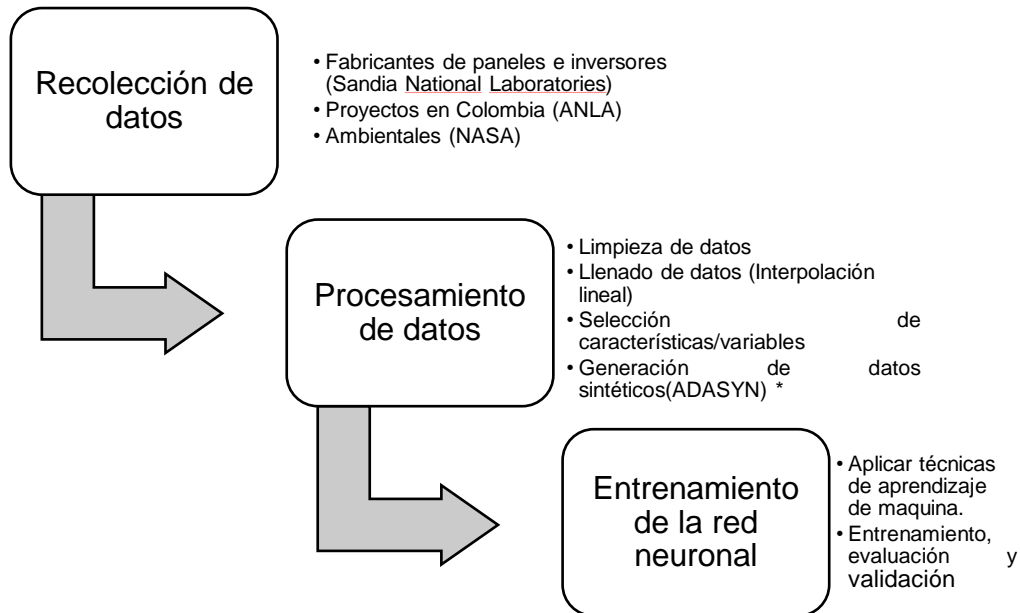 Recolección de
datos
• Fabricantes de paneles e inversores
(Sandia National Laboratories)
• Proyectos en Colombia (ANLA)
• Ambientales (NASA)
Procesamiento
de datos
• Limpieza de datos
• Llenado de datos (Interpolación
lineal)
• Selección de
características/variables
• Generación de datos
sintéticos(ADASYN) *
Entrenamiento
de la red
neuronal
• Aplicar técnicas
de aprendizaje
de maquina.
• Entrenamiento,
evaluación y
validación